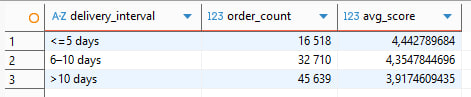 A-Z delivery_interval 123 order_count 123 avg_score
1 <=5 days 16 518 4,442789684
2 6–10 days 32 710 4,3547844696
3 >10 days 45 639 3,9174609435